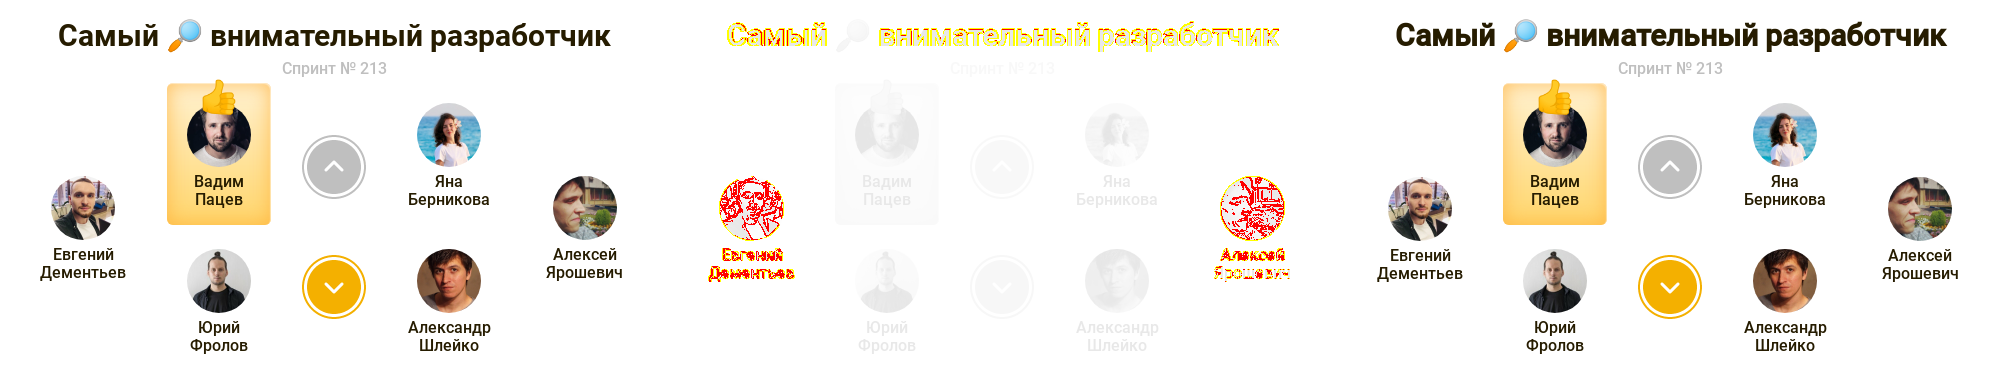 Самый 🔎 внимательный разработчик
Спринт № 213
Вадим
Пацев
Яна
Берникова
Евгений
Дементьев
Алексей
Ярошевич
Юрий
Фролов
Александр
Шлейко
Самый 🔎 внимательный разработчик
Спринт № 213
Вадим
Пацев
Яна
Берникова
Евгений
Дементьев
Алексей
Ярошевич
Юрий
Фролов
Александр
Шлейко
Самый 🔎 внимательный разработчик
Спринт № 213
Вадим
Пацев
Яна
Берникова
Евгений
Дементьев
Алексей
Ярошевич
Юрий
Фролов
Александр
Шлейко